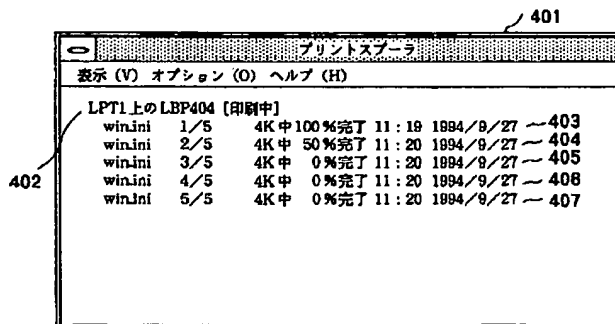 401
プリントスプーラ
表示 (V) オプション (O) ヘルプ (H)
LPT1上のLBP404 [印刷中]
win.ini 1/5 4K中100%完了 11:19 1994/9/27 403
win.ini 2/5 4K中 50%完了 11:20 1994/9/27 404
win.ini 3/5 4K中 0%完了 11:20 1994/9/27 405
win.ini 4/5 4K中 0%完了 11:20 1994/9/27 406
win.ini 5/5 4K中 0%完了 11:20 1994/9/27 407
402